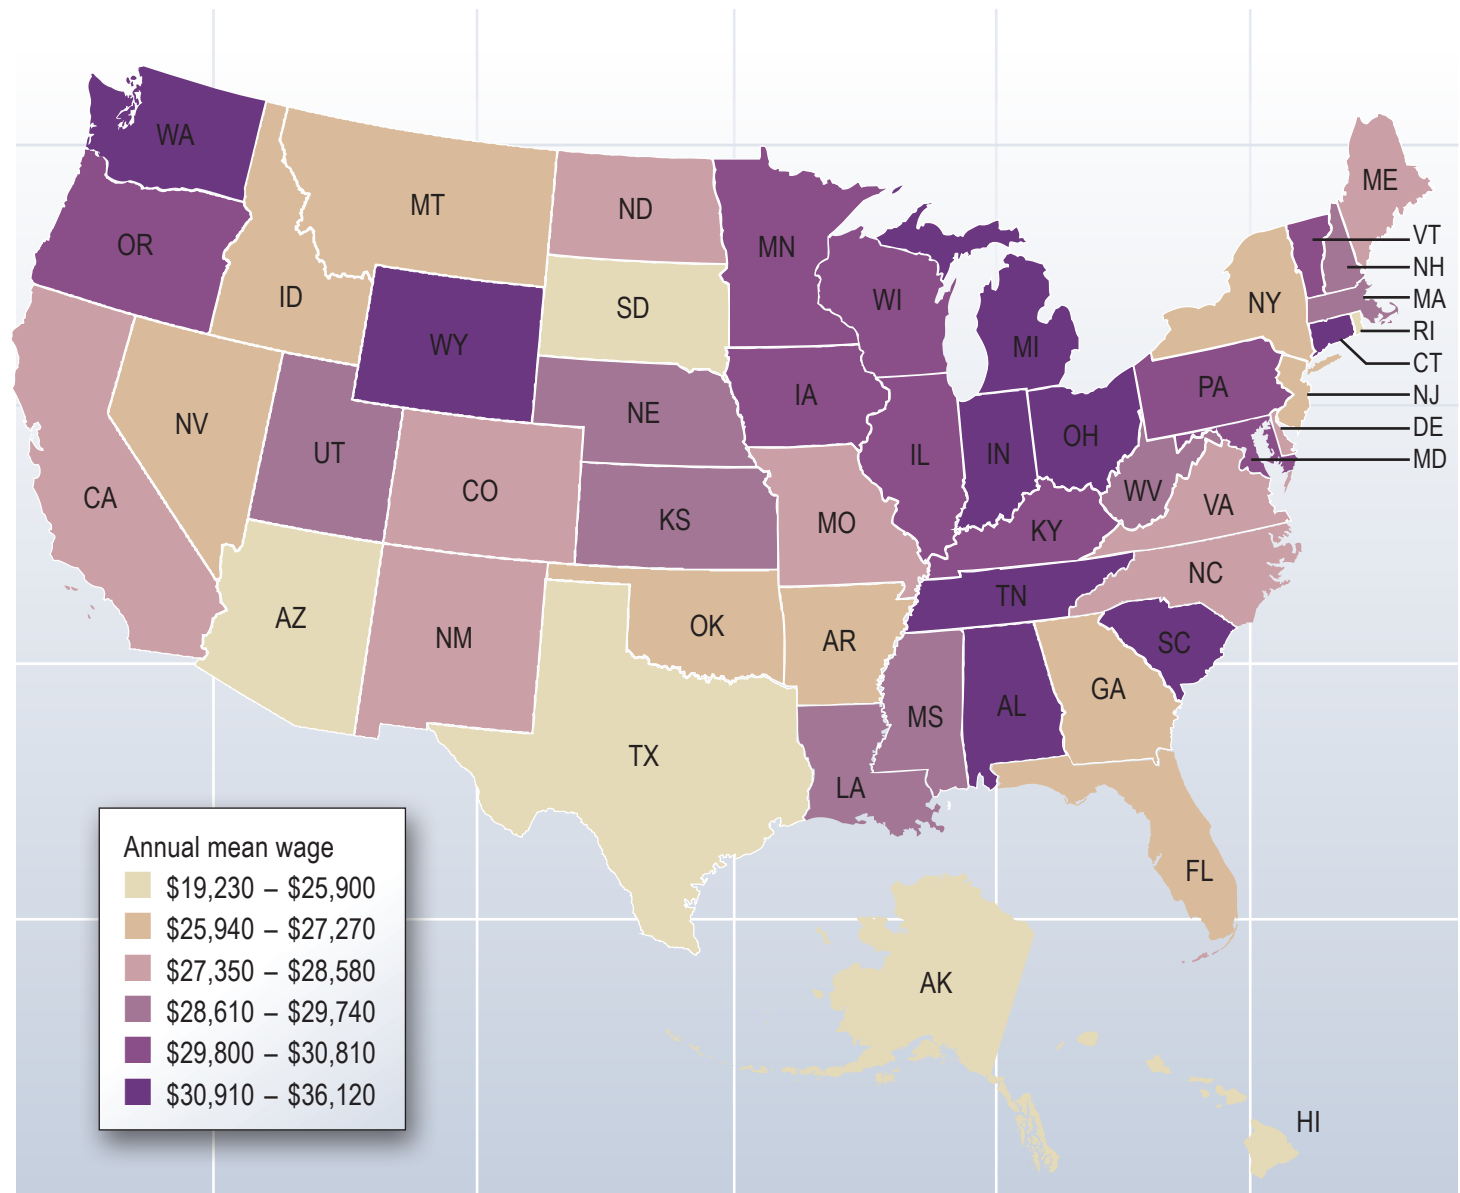 WA
ME
MT
ND
VT
OR
MN
NH
ID
WI
MA
NY
SD
RI
WY
MI
CT
PA
NJ
IA
NE
NV
DE
OH
UT
IL
IN
MD
CO
WV
CA
VA
KS
MO
KY
NC
TN
AZ
OK
NM
AR
SC
GA
AL
MS
TX
LA
FL
AK
HI
Annual mean wage
$19,230 – $25,900
$25,940 – $27,270
$27,350 – $28,580
$28,610 – $29,740
$29,800 – $30,810
$30,910 – $36,120